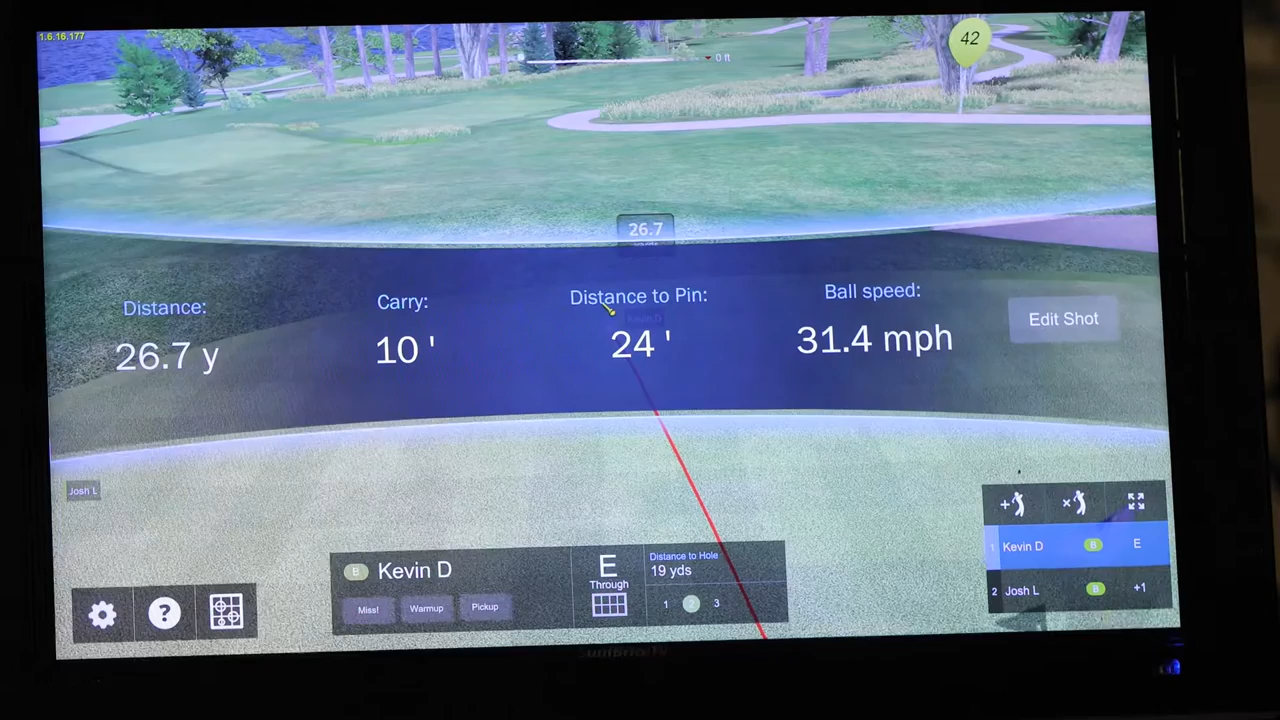 1.6.16.177
42
0 ft
26.7
Distance:
26.7 y
Carry:
10 '
Distance to Pin:
24 '
Ball speed:
31.4 mph
Edit Shot
Kevin D
Josh L
B Kevin D
Miss!
Warmup
Pickup
E
Through
Distance to Hole
19 yds
1 2 3
1 Kevin D B E
2 Josh L B +1